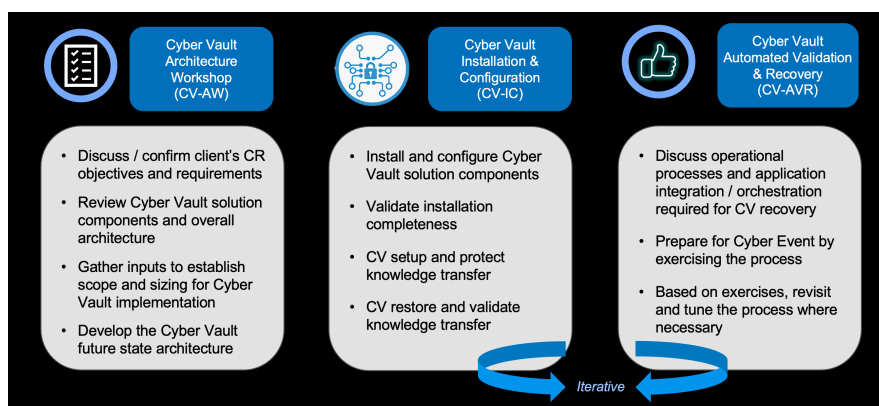 Cyber Vault
Architecture
Workshop
(CV-AW)
• Discuss / confirm client's CR
objectives and requirements
• Review Cyber Vault solution
components and overall
architecture
• Gather inputs to establish
scope and sizing for Cyber
Vault implementation
• Develop the Cyber Vault
future state architecture
Cyber Vault
Installation &
Configuration
(CV-IC)
• Install and configure Cyber
Vault solution components
• Validate installation
completeness
• CV setup and protect
knowledge transfer
• CV restore and validate
knowledge transfer
Cyber Vault
Automated Validation
& Recovery
(CV-AVR)
• Discuss operational
processes and application
integration / orchestration
required for CV recovery
• Prepare for Cyber Event by
exercising the process
• Based on exercises, revisit
and tune the process where
necessary
Iterative